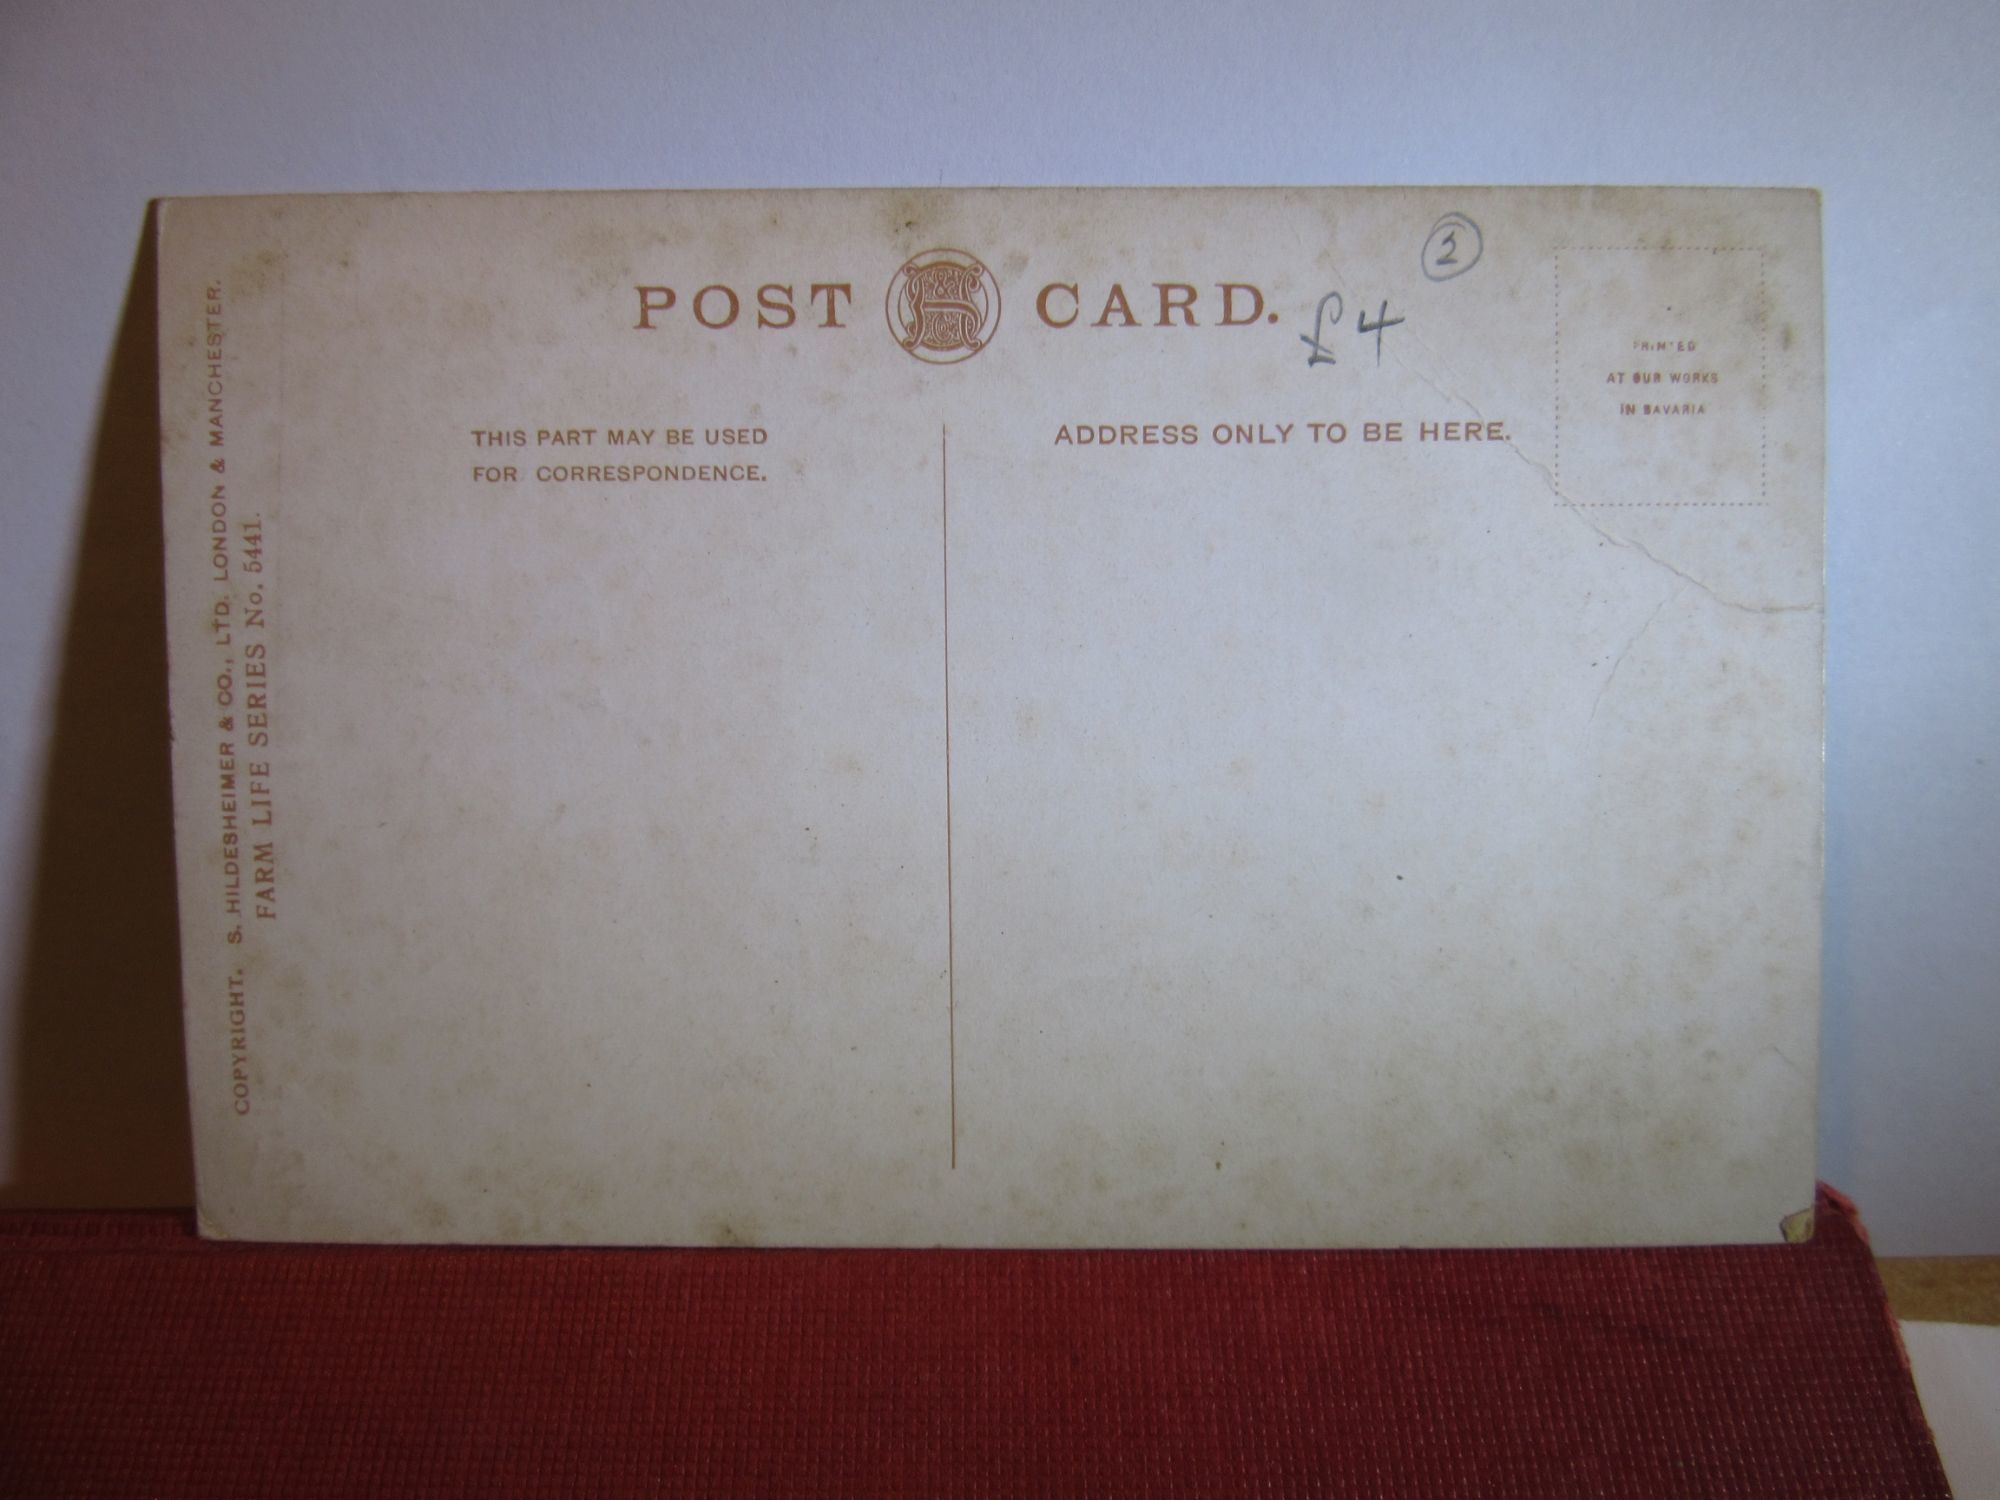 POST CARD.
£4
2
PRINTED
AT OUR WORKS
IN BAVARIA
THIS PART MAY BE USED
FOR CORRESPONDENCE.
ADDRESS ONLY TO BE HERE.
COPYRIGHT. S. HILDESHEIMER & CO., LTD. LONDON & MANCHESTER.
FARM LIFE SERIES No. 5441.